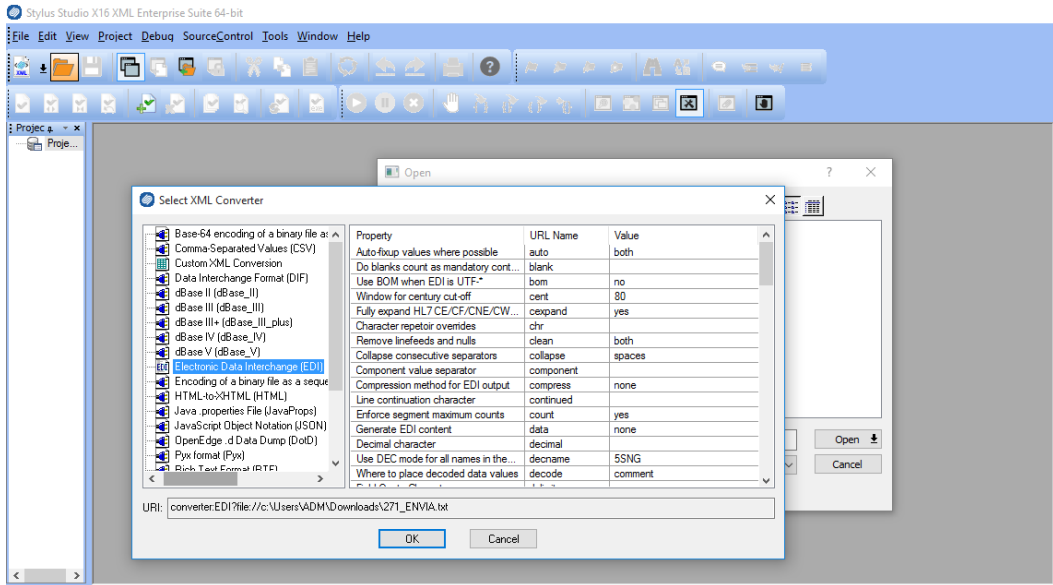 Stylus Studio X16 XML Enterprise Suite 64-bit
File Edit View Project Debug SourceControl Tools Window Help
Projec
Proje...
Open
?
Select XML Converter
Base-64 encoding of a binary file as
Comma-Separated Values (CSV)
Custom XML Conversion
Data Interchange Format (DIF)
dBase II (dBase_II)
dBase III (dBase_III)
dBase III+ (dBase_III_plus)
dBase IV (dBase_IV)
dBase V (dBase_V)
EDI Electronic Data Interchange (EDI)
Encoding of a binary file as a seque
HTML-to-XHTML (HTML)
Java .properties File (JavaProps)
JavaScript Object Notation (JSON)
OpenEdge .d Data Dump (DotD)
Pyx format (Pyx)
Rich Text Format (RTF)
Property URL Name Value
Auto-fixup values where possible auto both
Do blanks count as mandatory cont... blank
Use BOM when EDI is UTF-* bom no
Window for century cut-off cent 80
Fully expand HL7 CE/CF/CNE/CW... cexpand yes
Character repetoir overrides chr
Remove linefeeds and nulls clean both
Collapse consecutive separators collapse spaces
Component value separator component
Compression method for EDI output compress none
Line continuation character continued
Enforce segment maximum counts count yes
Generate EDI content data none
Decimal character decimal
Use DEC mode for all names in the... decname 5SNG
Where to place decoded data values decode comment
URI: converter:EDI?file://c:\Users\ADM\Downloads\271_ENVIA.txt
OK Cancel
Open
Cancel